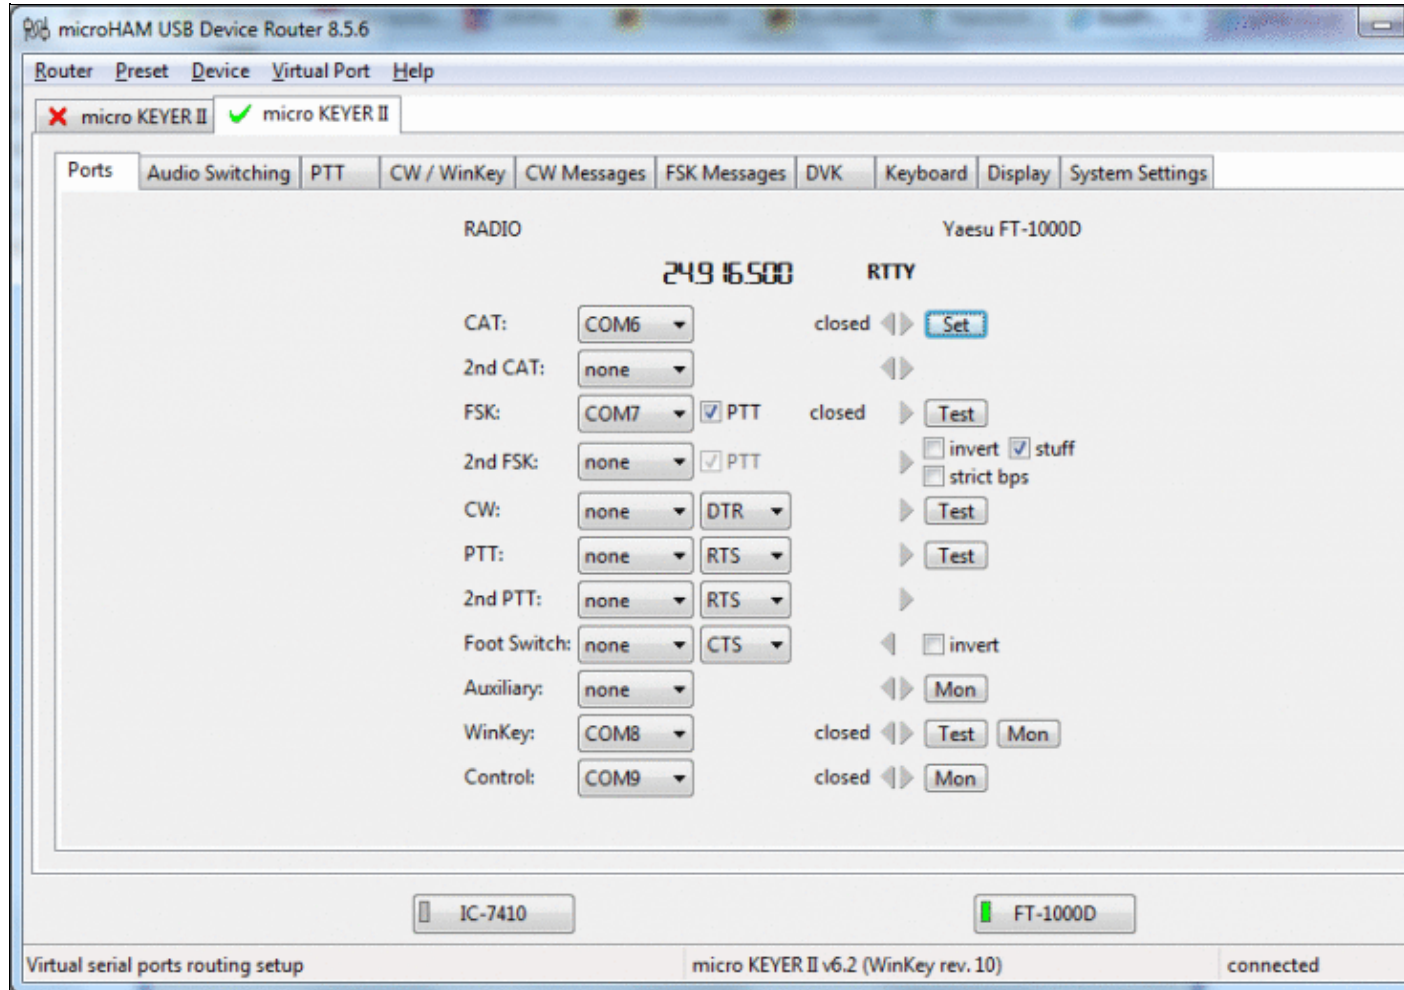 microHAM USB Device Router 8.5.6
Router Preset Device Virtual Port Help
micro KEYER II micro KEYER II
Ports Audio Switching PTT CW / WinKey CW Messages FSK Messages DVK Keyboard Display System Settings
RADIO Yaesu FT-1000D
24.916.500 RTTY
CAT: COM6 closed Set
2nd CAT: none
FSK: COM7 PTT closed Test
invert stuff
2nd FSK: none PTT
strict bps
CW: none DTR Test
PTT: none RTS Test
2nd PTT: none RTS
Foot Switch: none CTS invert
Auxiliary: none Mon
WinKey: COM8 closed Test Mon
Control: COM9 closed Mon
IC-7410 FT-1000D
Virtual serial ports routing setup micro KEYER II v6.2 (WinKey rev. 10) connected